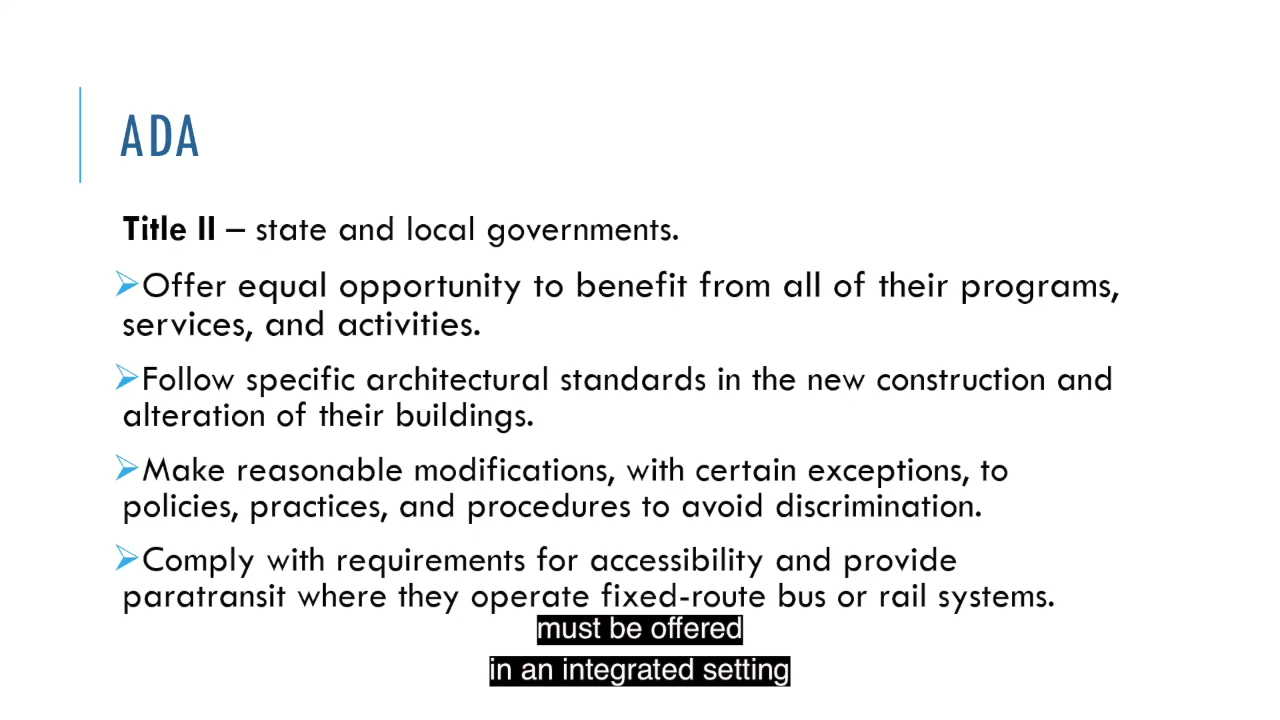 ADA
Title II – state and local governments.
➢Offer equal opportunity to benefit from all of their programs,
services, and activities.
➢Follow specific architectural standards in the new construction and
alteration of their buildings.
➢Make reasonable modifications, with certain exceptions, to
policies, practices, and procedures to avoid discrimination.
➢Comply with requirements for accessibility and provide
paratransit where they operate fixed-route bus or rail systems.
must be offered
in an integrated setting